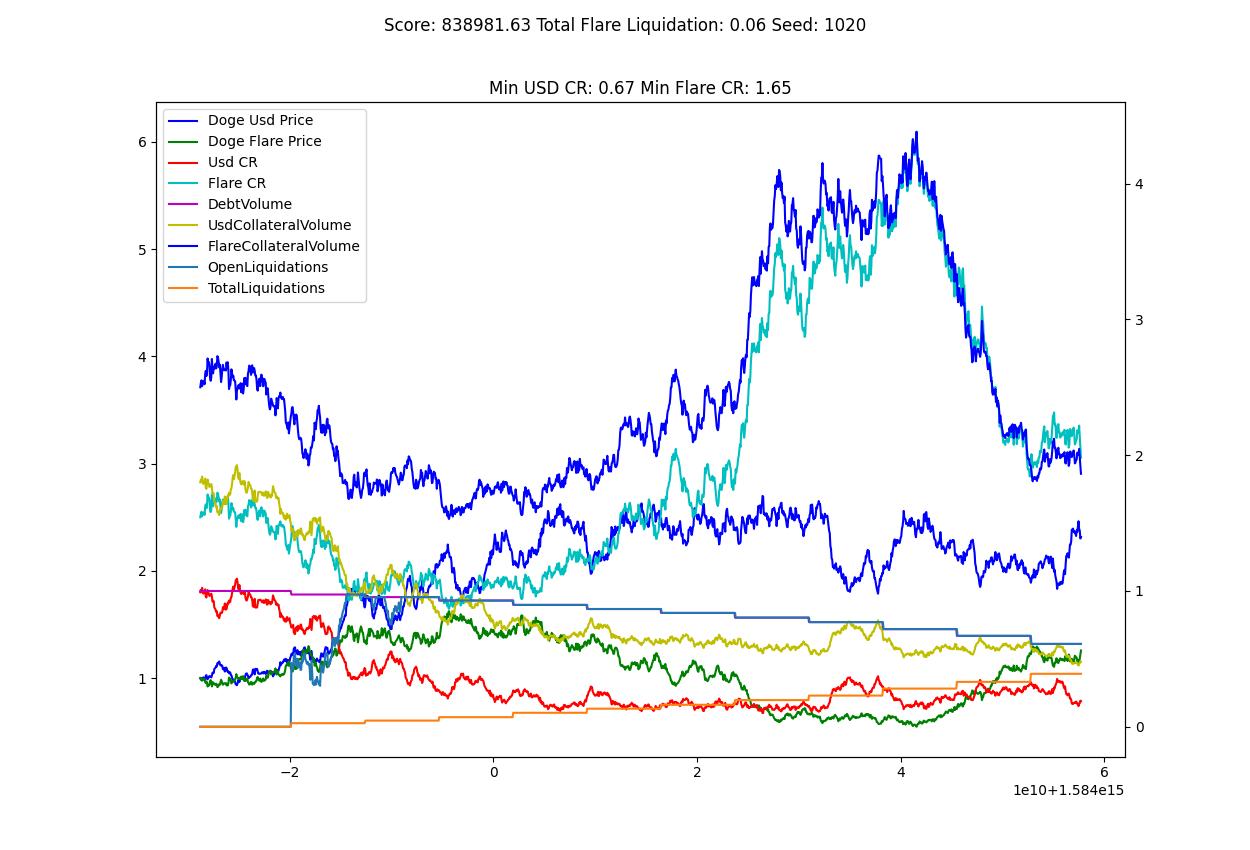 Score: 838981.63 Total Flare Liquidation: 0.06 Seed: 1020
Min USD CR: 0.67 Min Flare CR: 1.65
Doge Usd Price
Doge Flare Price
Usd CR
Flare CR
DebtVolume
UsdCollateralVolume
FlareCollateralVolume
OpenLiquidations
TotalLiquidations
6
5
4
3
2
1
4
3
2
1
0
−2
0
2
4
6
1e10+1.584e15